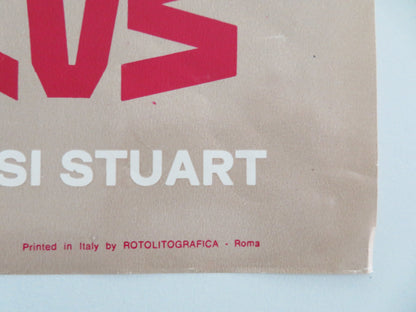 SI STUART
Printed in Italy by ROTOLITOGRAFICA - Roma